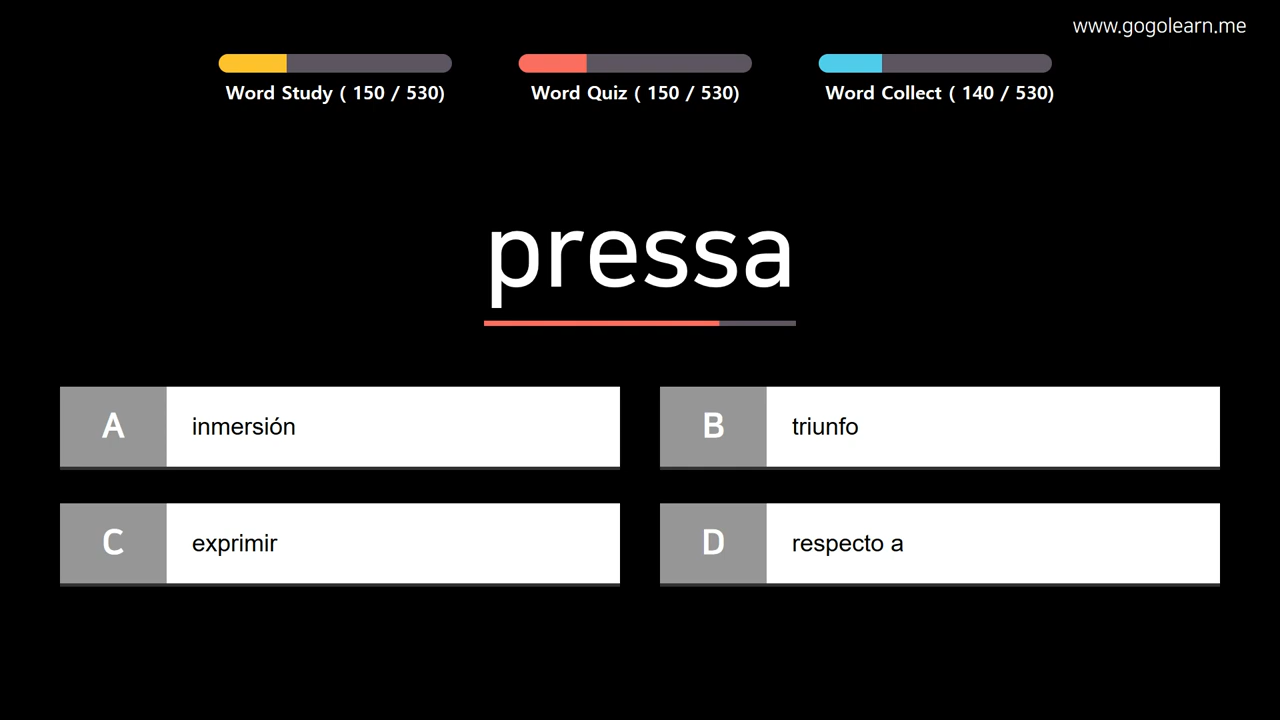 www.gogolearn.me
Word Study ( 150 / 530)
Word Quiz ( 150 / 530)
Word Collect ( 140 / 530)
pressa
A
inmersión
B
triunfo
C
exprimir
D
respecto a